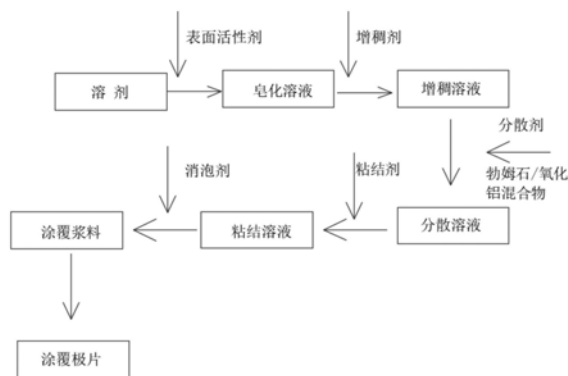 表面活性剂
增稠剂
溶 剂
皂化溶液
增稠溶液
分散剂
勃姆石/氧化
铝混合物
消泡剂
粘结剂
涂覆浆料
粘结溶液
分散溶液
涂覆极片